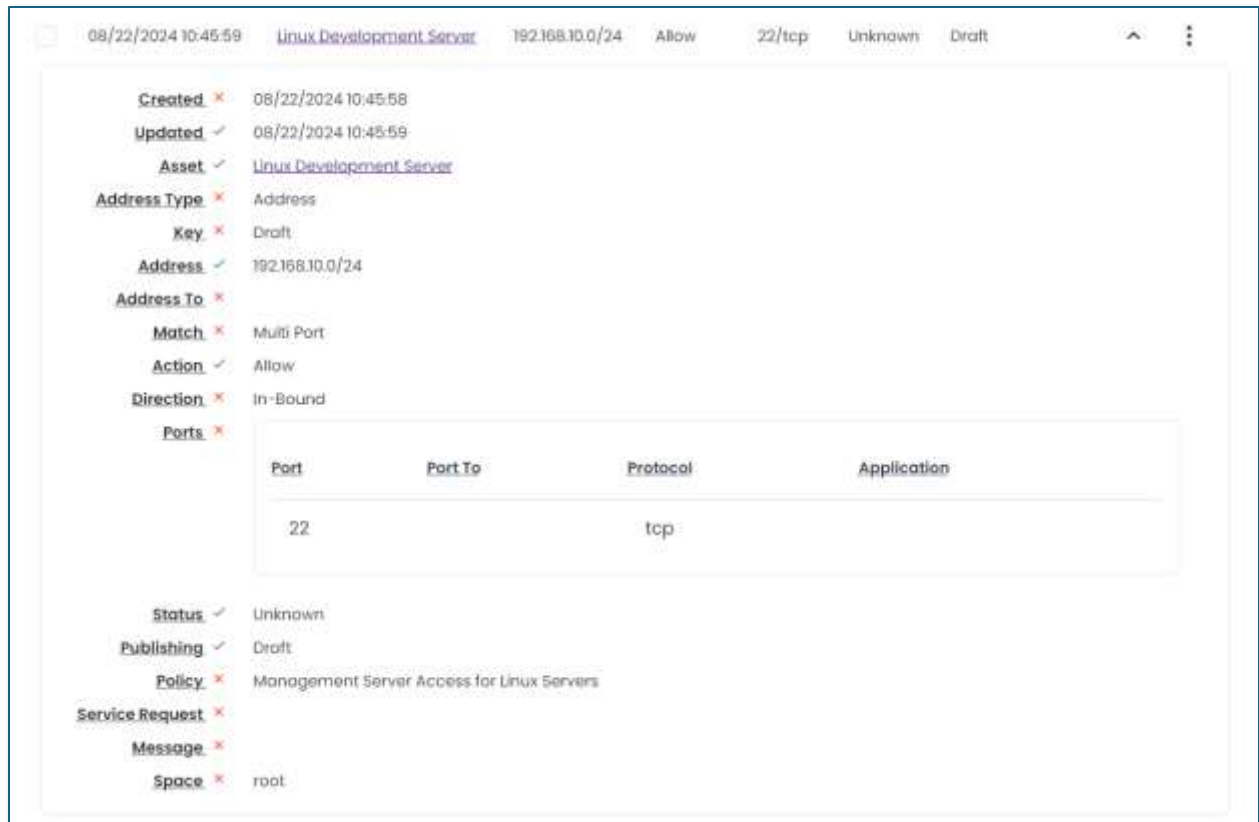 08/22/2024 10:45:59 Linux Development Server 192.168.10.0/24 Allow 22/tcp Unknown Draft
Created 08/22/2024 10:45:58
Updated 08/22/2024 10:45:59
Asset Linux Development Server
Address Type Address
Key Draft
Address 192.168.10.0/24
Address To
Match Multi Port
Action Allow
Direction In-Bound
Ports
Port Port To Protocol Application
22 tcp
Status Unknown
Publishing Draft
Policy Management Server Access for Linux Servers
Service Request
Message
Space root